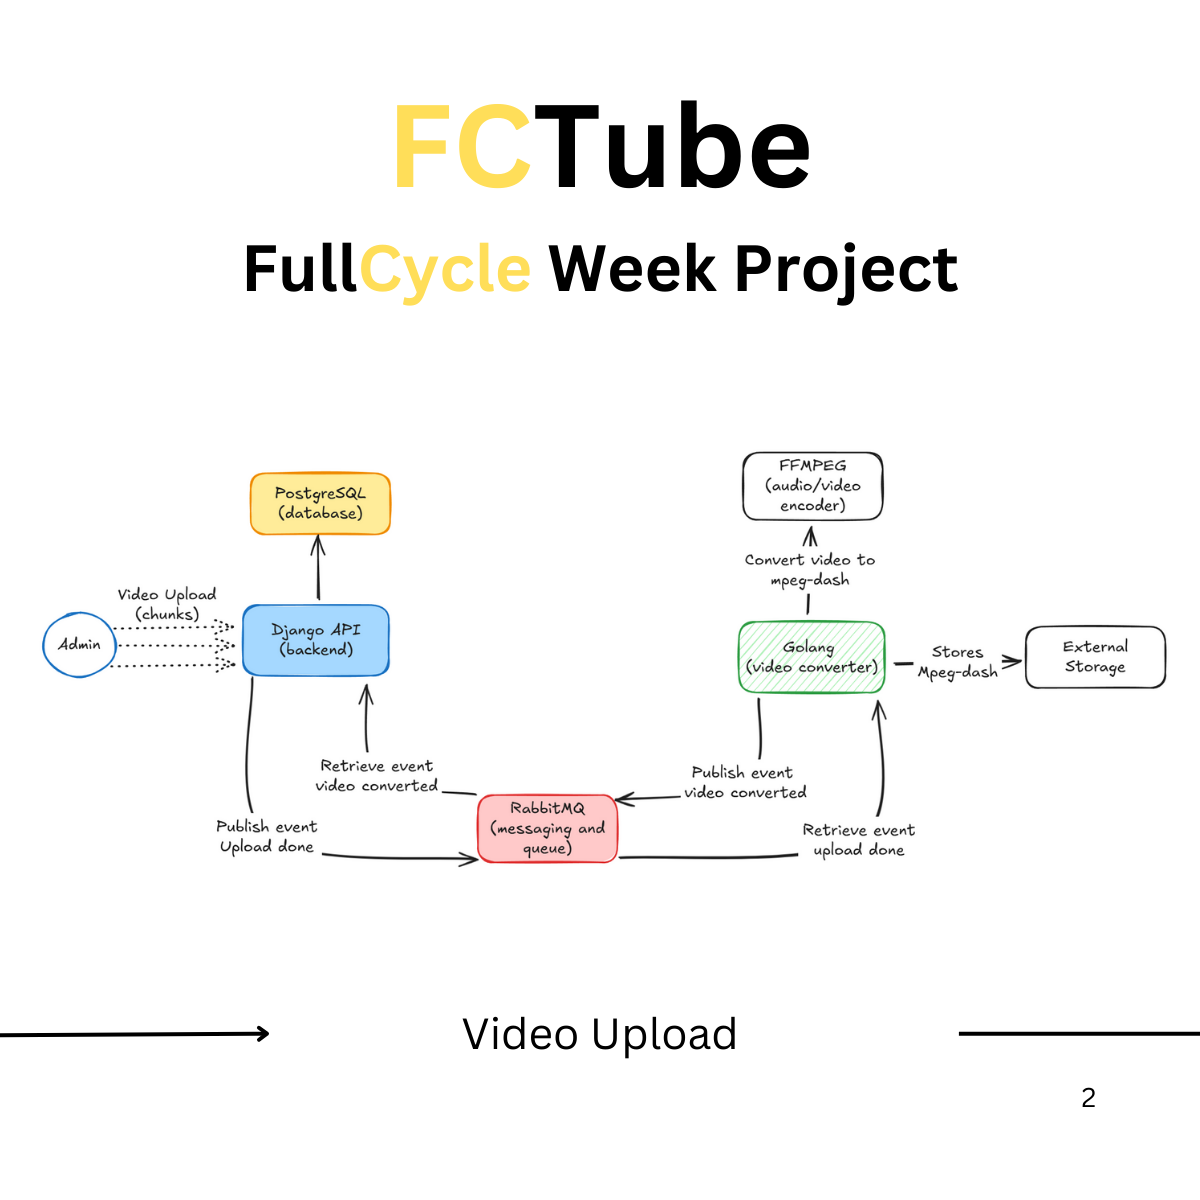 FCTube
FullCycle Week Project
PostgreSQL
(database)
FFMPEG
(audio/video
encoder)
Convert video to
mpeg-dash
Video Upload
(chunks)
Admin
Django API
(backend)
Golang
(video converter)
Stores
Mpeg-dash
External
Storage
Retrieve event
video converted
Publish event
video converted
Publish event
Upload done
RabbitMQ
(messaging and
queue)
Retrieve event
upload done
Video Upload
2